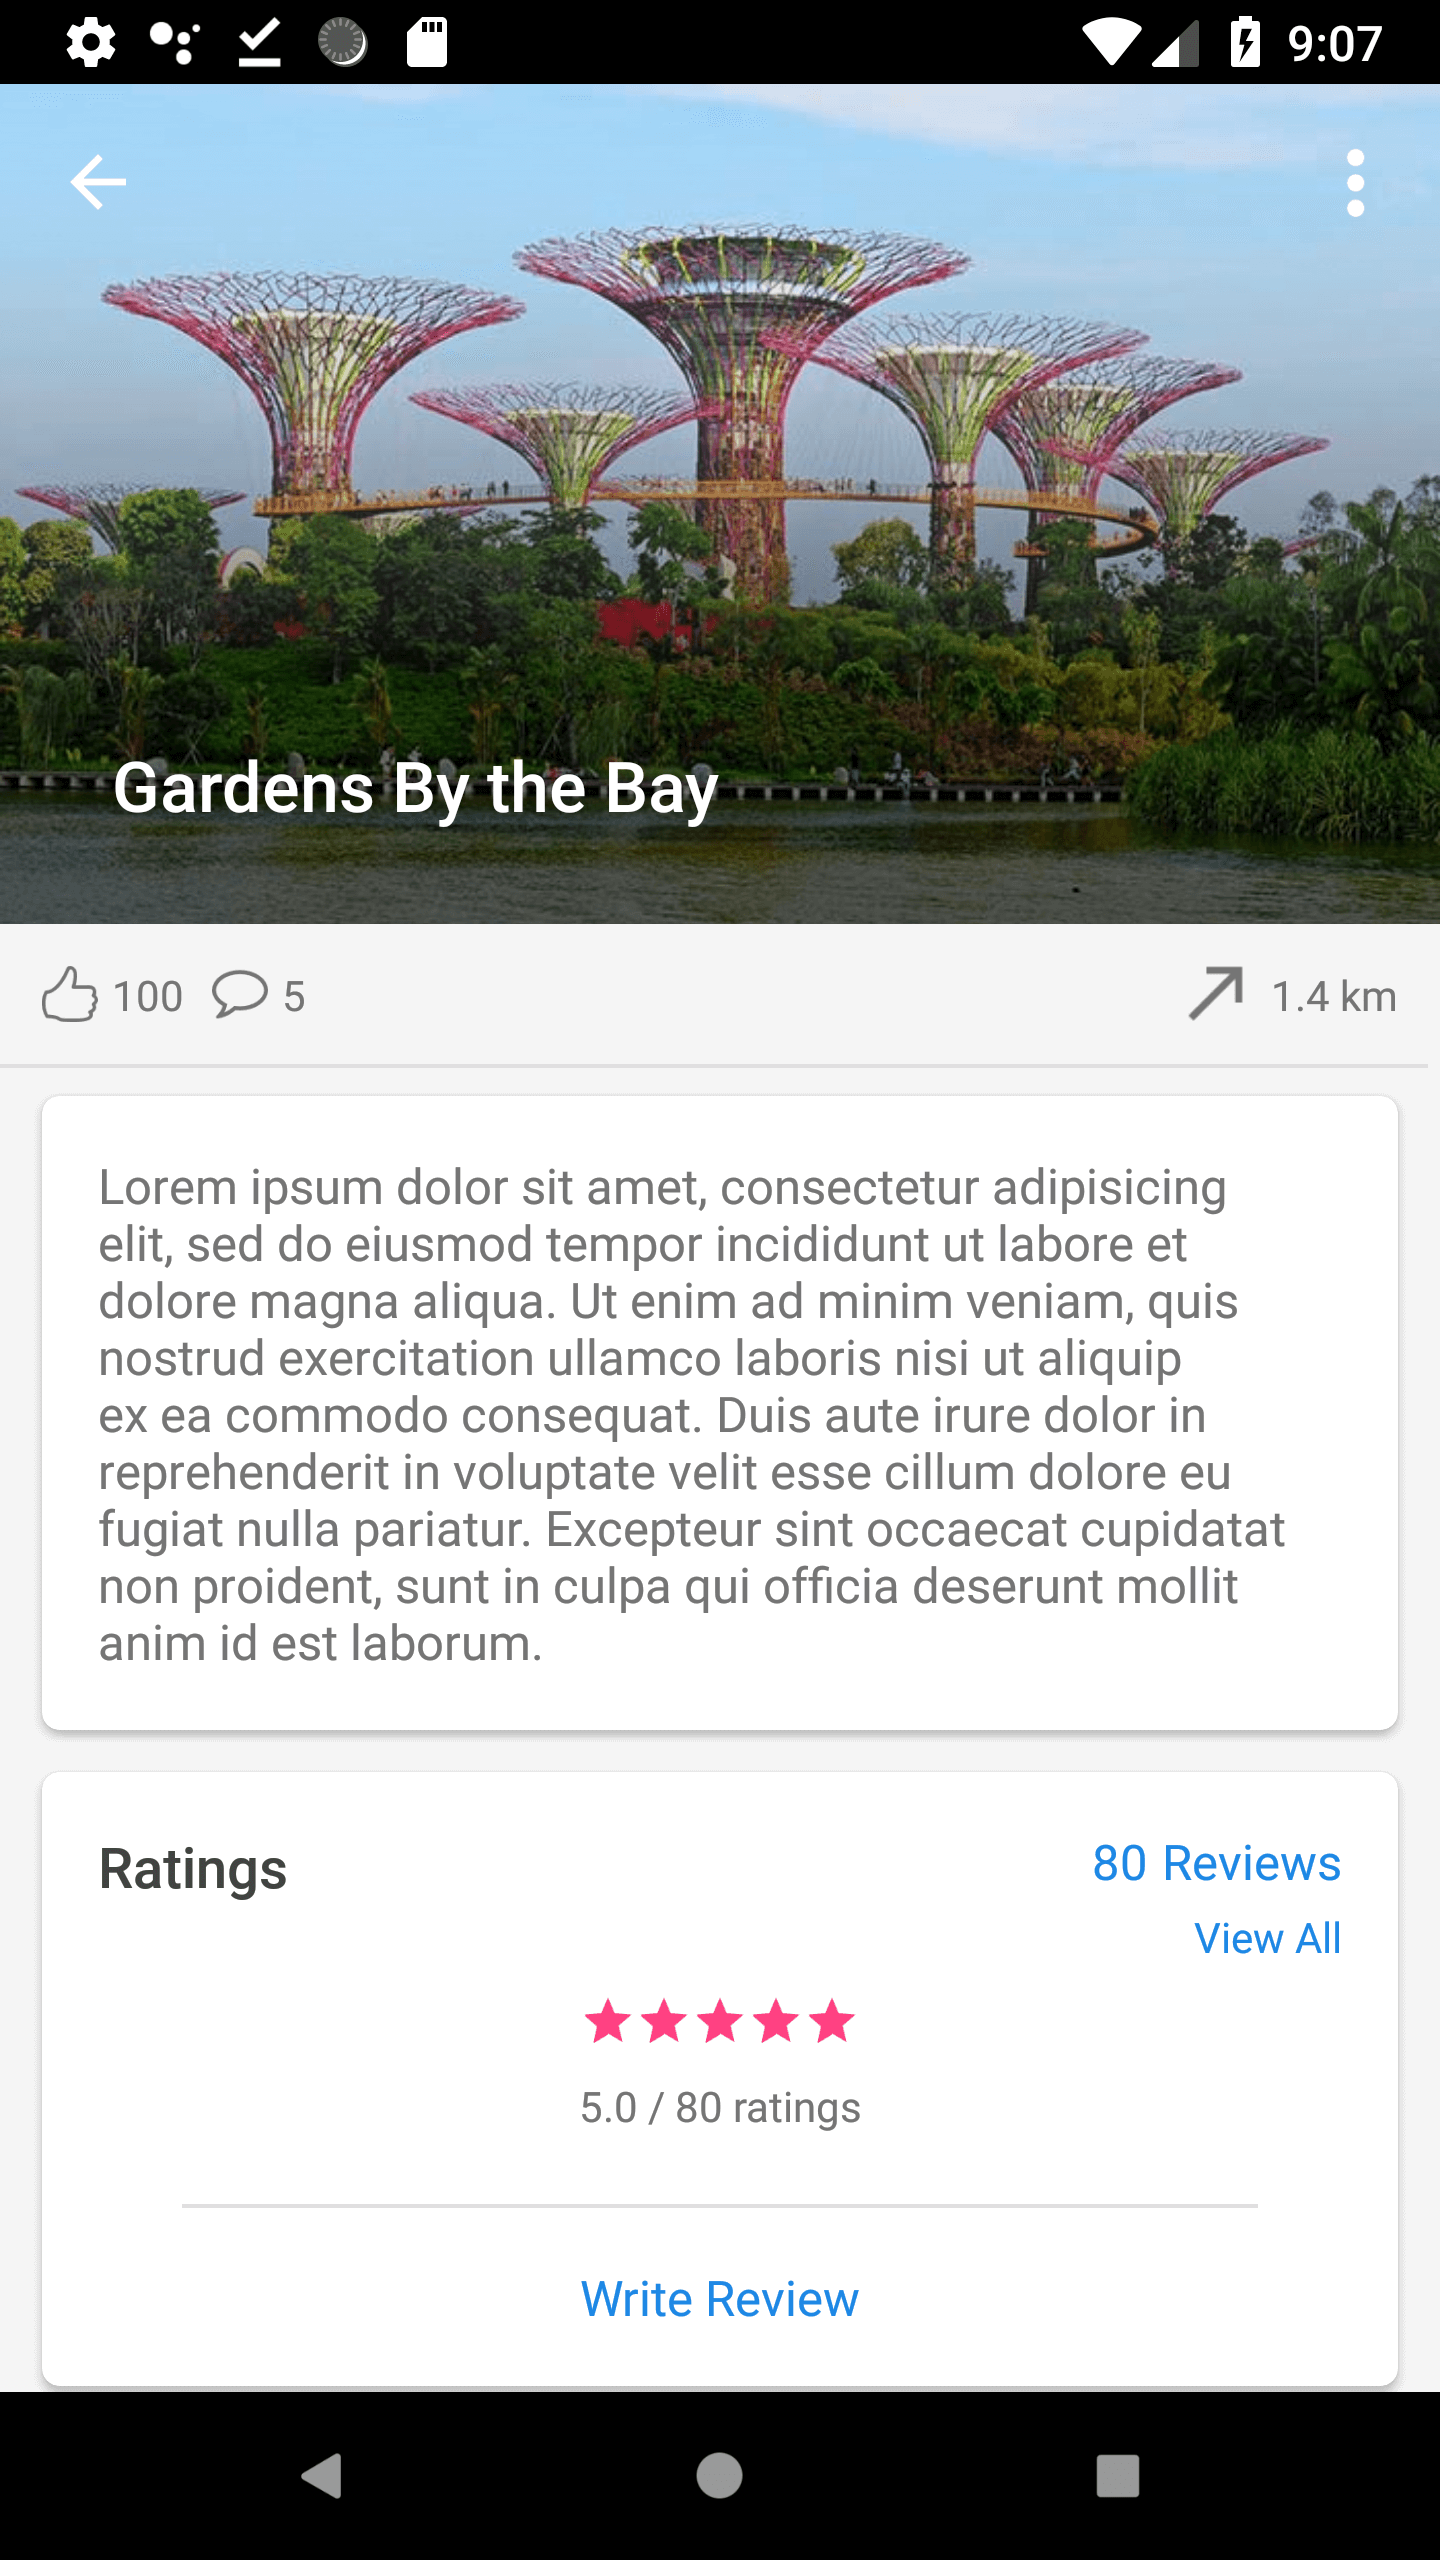 9:07
Gardens By the Bay
100 5 1.4 km
Lorem ipsum dolor sit amet, consectetur adipisicing
elit, sed do eiusmod tempor incididunt ut labore et
dolore magna aliqua. Ut enim ad minim veniam, quis
nostrud exercitation ullamco laboris nisi ut aliquip
ex ea commodo consequat. Duis aute irure dolor in
reprehenderit in voluptate velit esse cillum dolore eu
fugiat nulla pariatur. Excepteur sint occaecat cupidatat
non proident, sunt in culpa qui officia deserunt mollit
anim id est laborum.
Ratings
80 Reviews
View All
5.0 / 80 ratings
Write Review